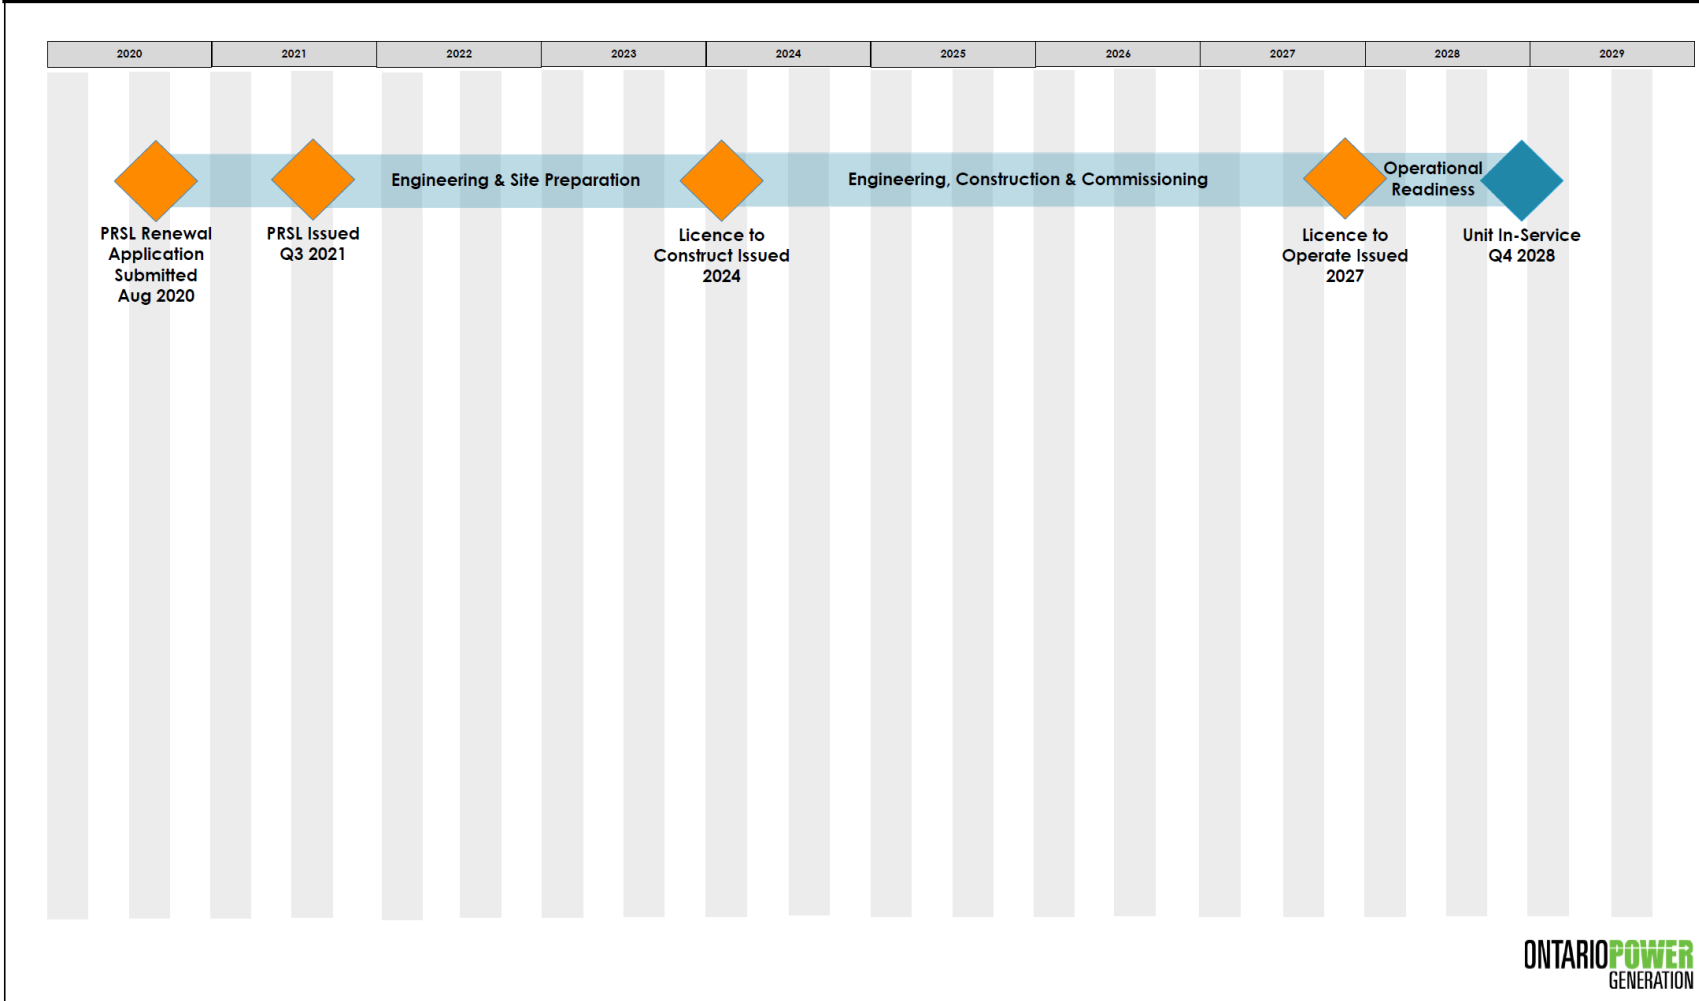 2020 2021 2022 2023 2024 2025 2026 2027 2028 2029
Engineering & Site Preparation
Engineering, Construction & Commissioning
Operational
Readiness
PRSL Renewal
Application
Submitted
Aug 2020
PRSL Issued
Q3 2021
Licence to
Construct Issued
2024
Licence to
Operate Issued
2027
Unit In-Service
Q4 2028
ONTARIOPOWER
GENERATION